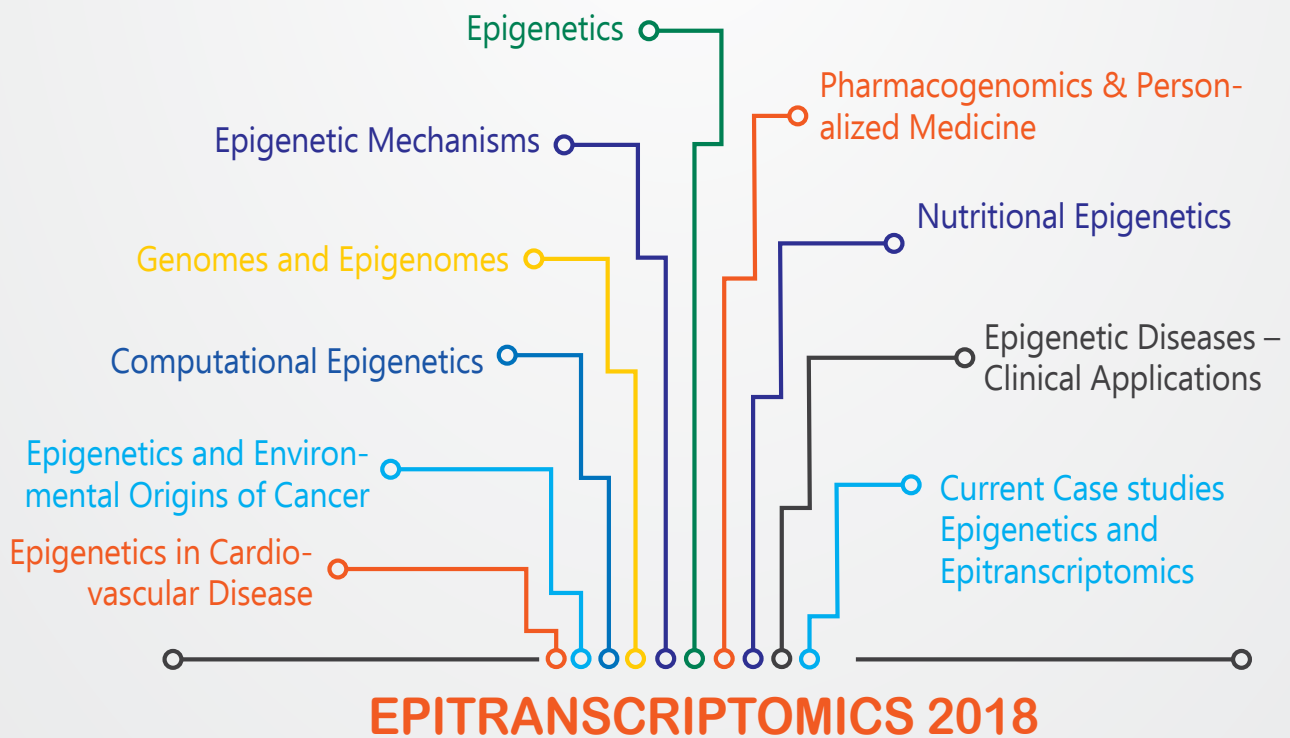 Epigenetics
Pharmacogenomics & Person-
alized Medicine
Epigenetic Mechanisms
Nutritional Epigenetics
Genomes and Epigenomes
Epigenetic Diseases –
Clinical Applications
Computational Epigenetics
Epigenetics and Environ-
mental Origins of Cancer
Current Case studies
Epigenetics and
Epitranscriptomics
Epigenetics in Cardio-
vascular Disease
EPITRANSCRIPTOMICS 2018